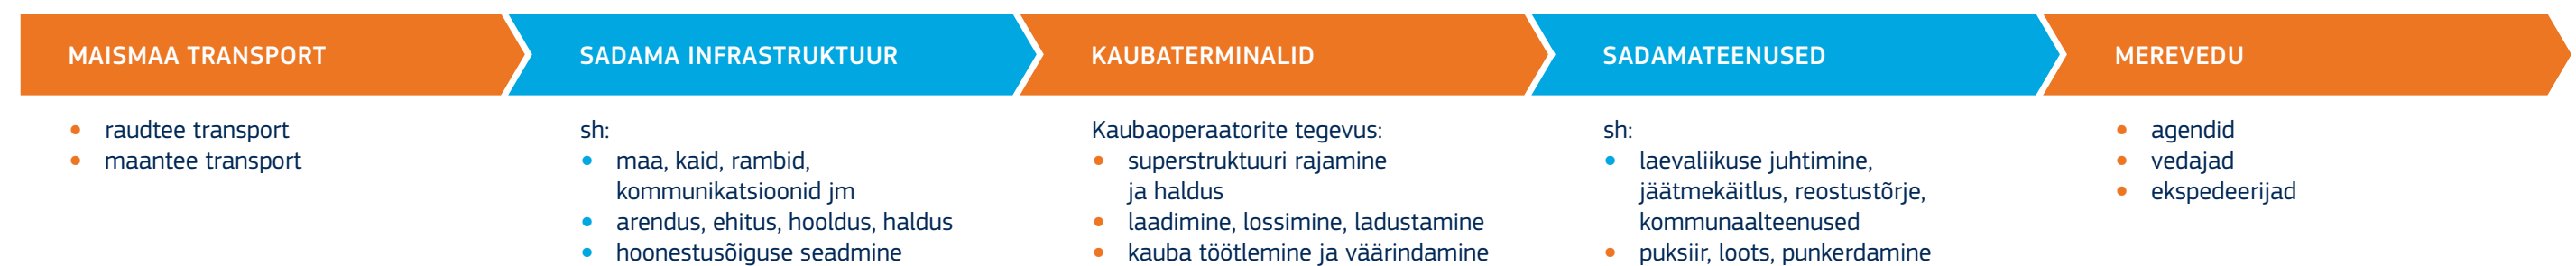 MAISMAA TRANSPORT
• raudtee transport
• maantee transport
SADAMA INFRASTRUKTUUR
sh:
• maa, kaid, rambid,
kommunikatsioonid jm
• arendus, ehitus, hooldus, haldus
• hoonestusõiguse seadmine
KAUBATERMINALID
Kaubaoperaatorite tegevus:
• superstruktuuri rajamine
ja haldus
• laadimine, lossimine, ladustamine
• kauba töötlemine ja väärindamine
SADAMATEENUSED
sh:
• laevaliikuse juhtimine,
jäätmekäitlus, reostustõrje,
kommunaalteenused
• puksiir, loots, punkerdamine
MEREVEDU
• agendid
• vedajad
• ekspedeerijad